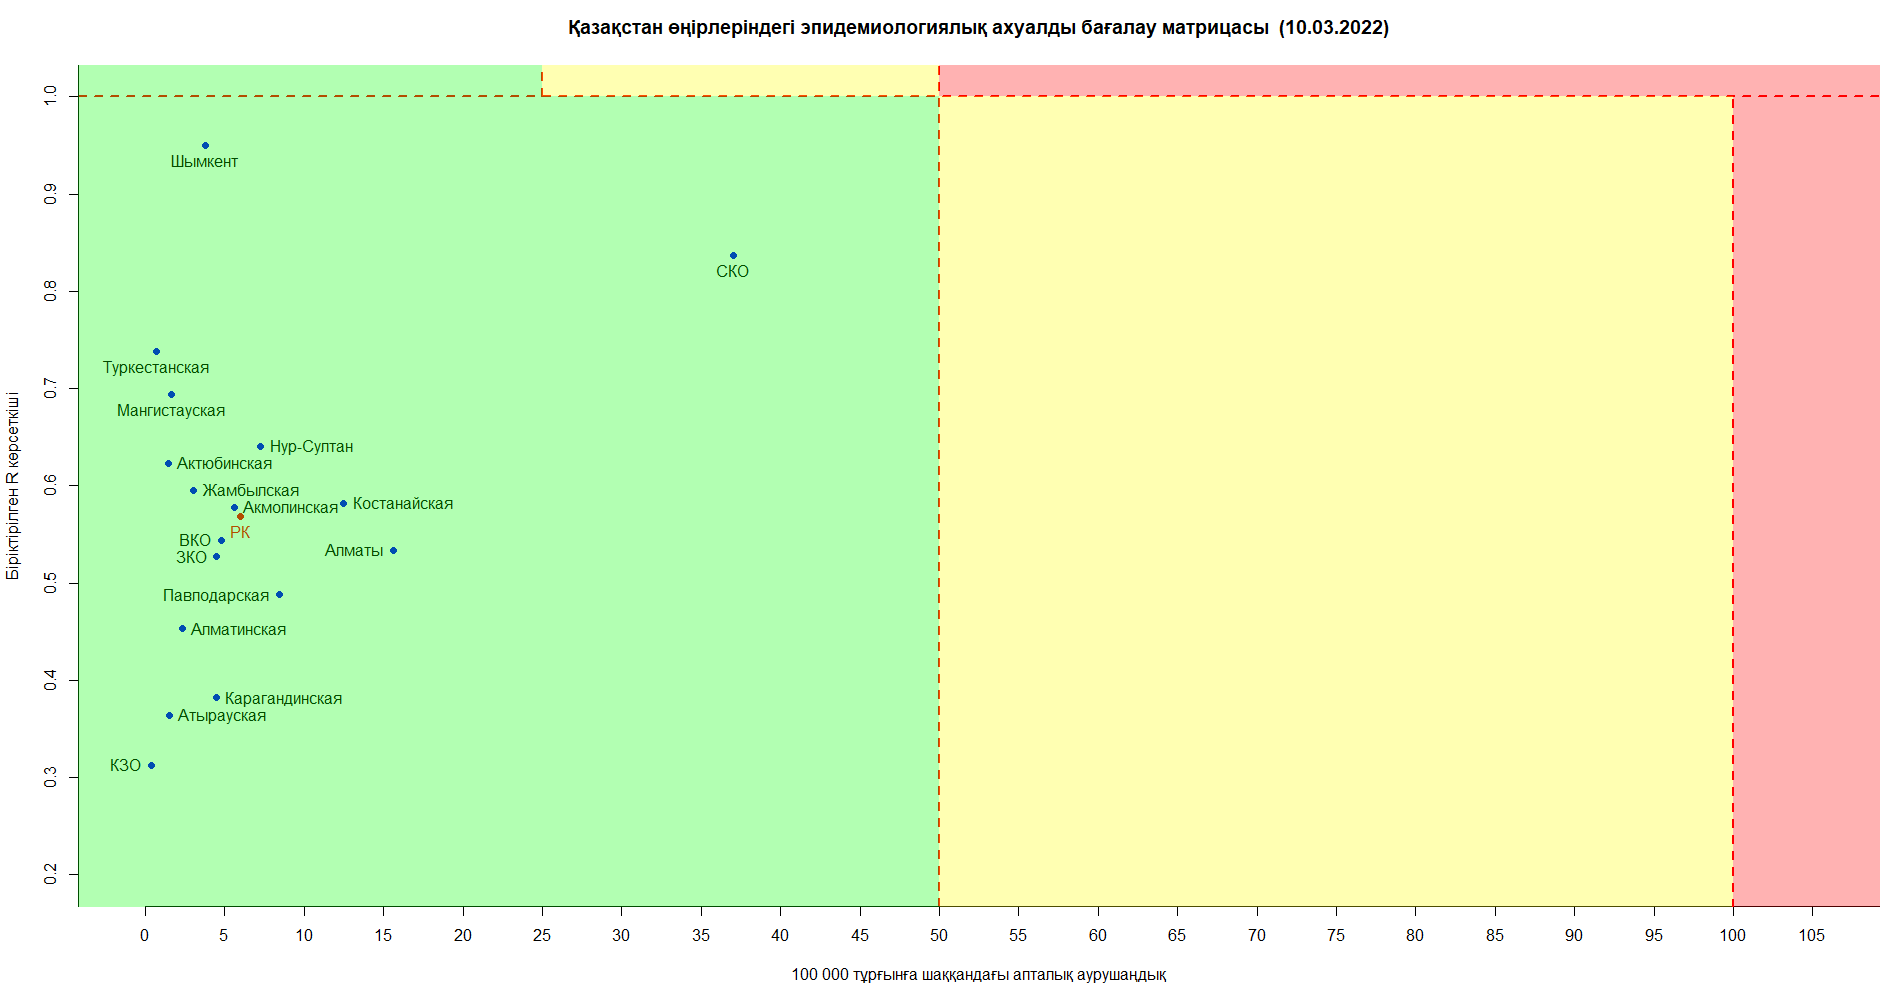 Қазақстан өңірлеріндегі эпидемиологиялық ахуалды бағалау матрицасы (10.03.2022)
1.0
0.9
0.8
0.7
0.6
0.5
0.4
0.3
0.2
Біріктірілген R көрсеткіші
Шымкент
СКО
Туркестанская
Мангистауская
Нур-Султан
Актюбинская
Жамбылская
Костанайская
Акмолинская
РК
ВКО
Алматы
ЗКО
Павлодарская
Алматинская
Карагандинская
Атырауская
КЗО
0 5 10 15 20 25 30 35 40 45 50 55 60 65 70 75 80 85 90 95 100 105
100 000 тұрғынға шаққандағы апталық аурушаңдық